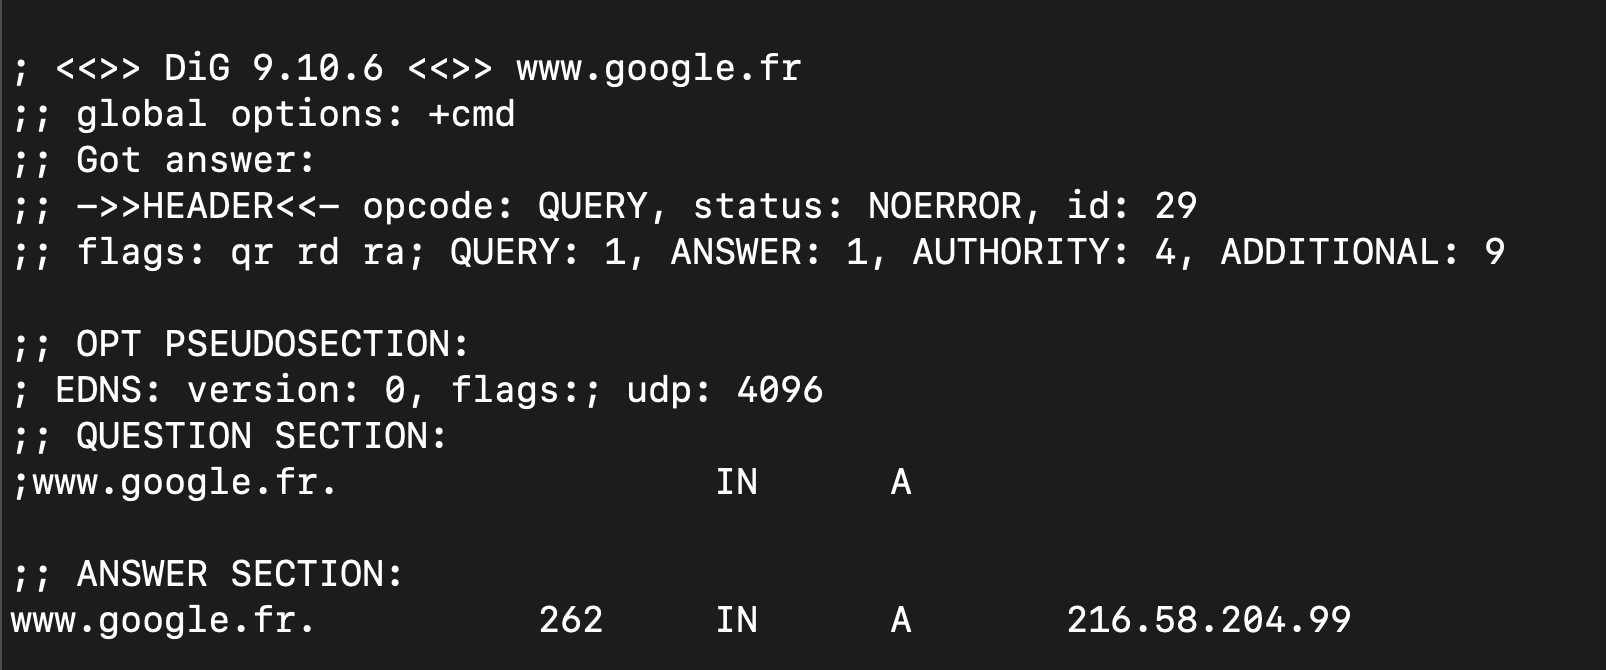 ; <<>> DiG 9.10.6 <<>> www.google.fr
;; global options: +cmd
;; Got answer:
;; ->>HEADER<<- opcode: QUERY, status: NOERROR, id: 29
;; flags: qr rd ra; QUERY: 1, ANSWER: 1, AUTHORITY: 4, ADDITIONAL: 9

;; OPT PSEUDOSECTION:
; EDNS: version: 0, flags:; udp: 4096
;; QUESTION SECTION:
;www.google.fr. IN A

;; ANSWER SECTION:
www.google.fr. 262 IN A 216.58.204.99